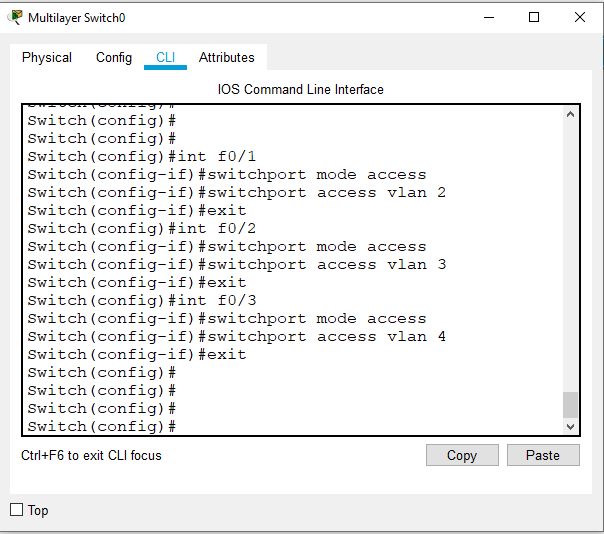 Multilayer Switch0
Physical Config CLI Attributes
IOS Command Line Interface
Switch(config)#
Switch(config)#
Switch(config)#
Switch(config)#int f0/1
Switch(config-if)#switchport mode access
Switch(config-if)#switchport access vlan 2
Switch(config-if)#exit
Switch(config)#int f0/2
Switch(config-if)#switchport mode access
Switch(config-if)#switchport access vlan 3
Switch(config-if)#exit
Switch(config)#int f0/3
Switch(config-if)#switchport mode access
Switch(config-if)#switchport access vlan 4
Switch(config-if)#exit
Switch(config)#
Switch(config)#
Switch(config)#
Switch(config)#
Ctrl+F6 to exit CLI focus
Copy Paste
Top